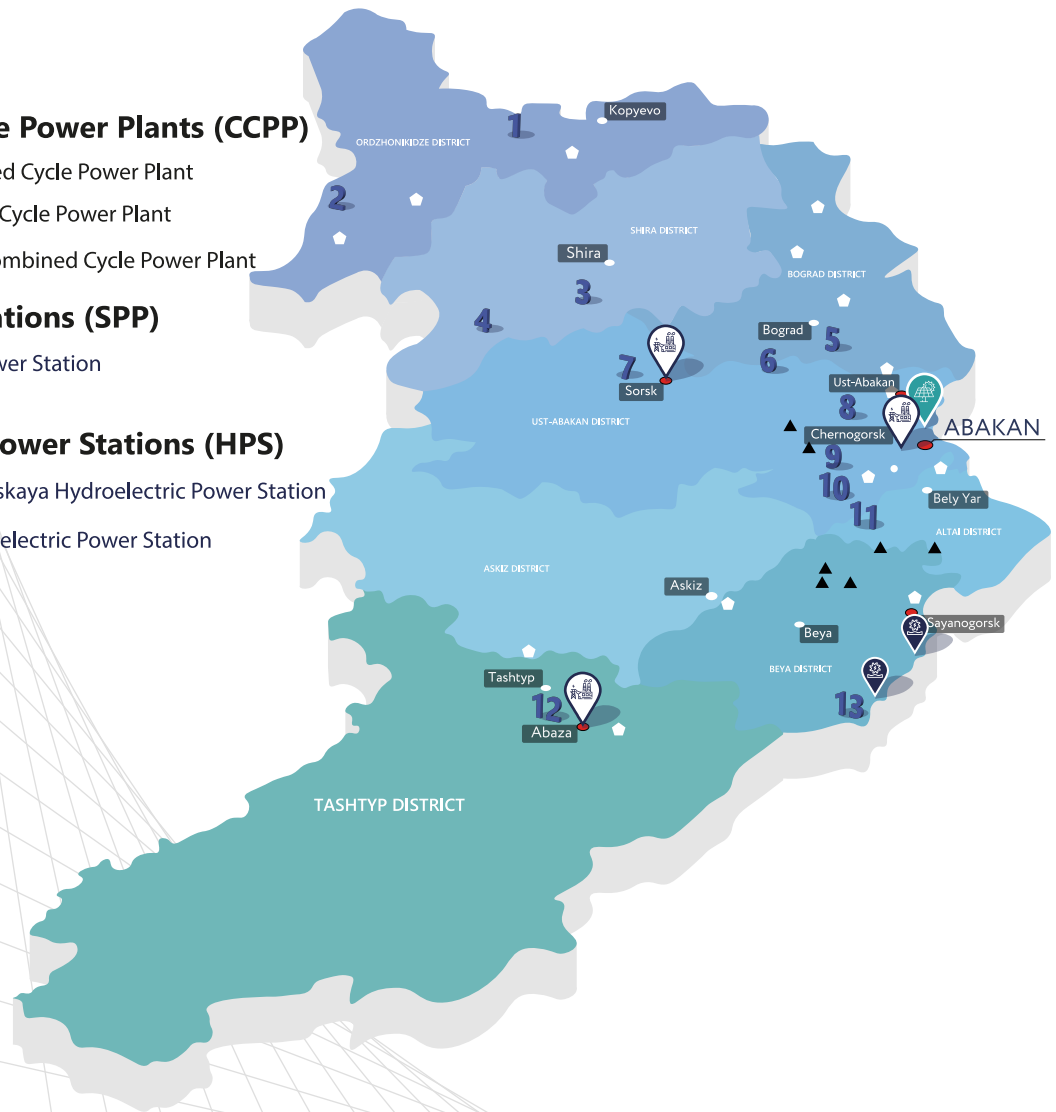 e Power Plants (CCPP)
ed Cycle Power Plant
Cycle Power Plant
ombined Cycle Power Plant
ations (SPP)
wer Station
ower Stations (HPS)
skaya Hydroelectric Power Station
electric Power Station
Kopyevo
1
ORDZHONIKIDZE DISTRICT
2
SHIRA DISTRICT
Shira
BOGRAD DISTRICT
3
4
Bograd
5
6
7
Sorsk
Ust-Abakan
8
UST-ABAKAN DISTRICT
Chernogorsk
ABAKAN
9
10
Bely Yar
11
ALTAI DISTRICT
ASKIZ DISTRICT
Askiz
Beya
Sayanogorsk
BEYA DISTRICT
Tashtyp
12
13
Abaza
TASHTYP DISTRICT